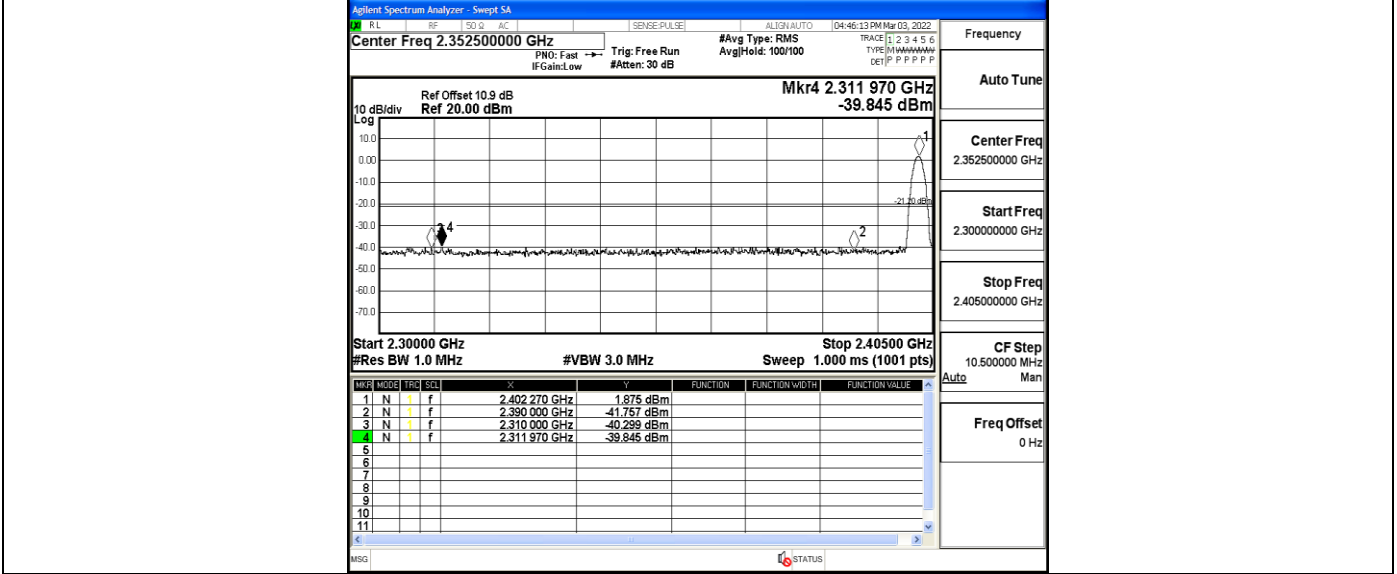 Agilent Spectrum Analyzer - Swept SA
RL RF 50 Ω AC SENSE:PULSE ALIGN AUTO 04:46:13 PM Mar 03, 2022
Center Freq 2.352500000 GHz
PNO: Fast
IFGain:Low
Trig: Free Run
#Atten: 30 dB
#Avg Type: RMS
Avg|Hold: 100/100
TRACE 1 2 3 4 5 6
TYPE M
DET P P P P P P
Mkr4 2.311 970 GHz
-39.845 dBm
Ref Offset 10.9 dB
10 dB/div Ref 20.00 dBm
Log
10.0
0.00
-10.0
-20.0
-30.0
-40.0
-50.0
-60.0
-70.0
1
-21.20 dBm
4
2
Start 2.30000 GHz Stop 2.40500 GHz
#Res BW 1.0 MHz #VBW 3.0 MHz Sweep 1.000 ms (1001 pts)
MKR MODE TRC SCL X Y FUNCTION FUNCTION WIDTH FUNCTION VALUE
1 N 1 f 2.402 270 GHz 1.875 dBm
2 N 1 f 2.390 000 GHz -41.757 dBm
3 N 1 f 2.310 000 GHz -40.299 dBm
4 N 1 f 2.311 970 GHz -39.845 dBm
5
6
7
8
9
10
11
MSG STATUS
Frequency
Auto Tune
Center Freq
2.352500000 GHz
Start Freq
2.300000000 GHz
Stop Freq
2.405000000 GHz
CF Step
10.500000 MHz
Auto Man
Freq Offset
0 Hz